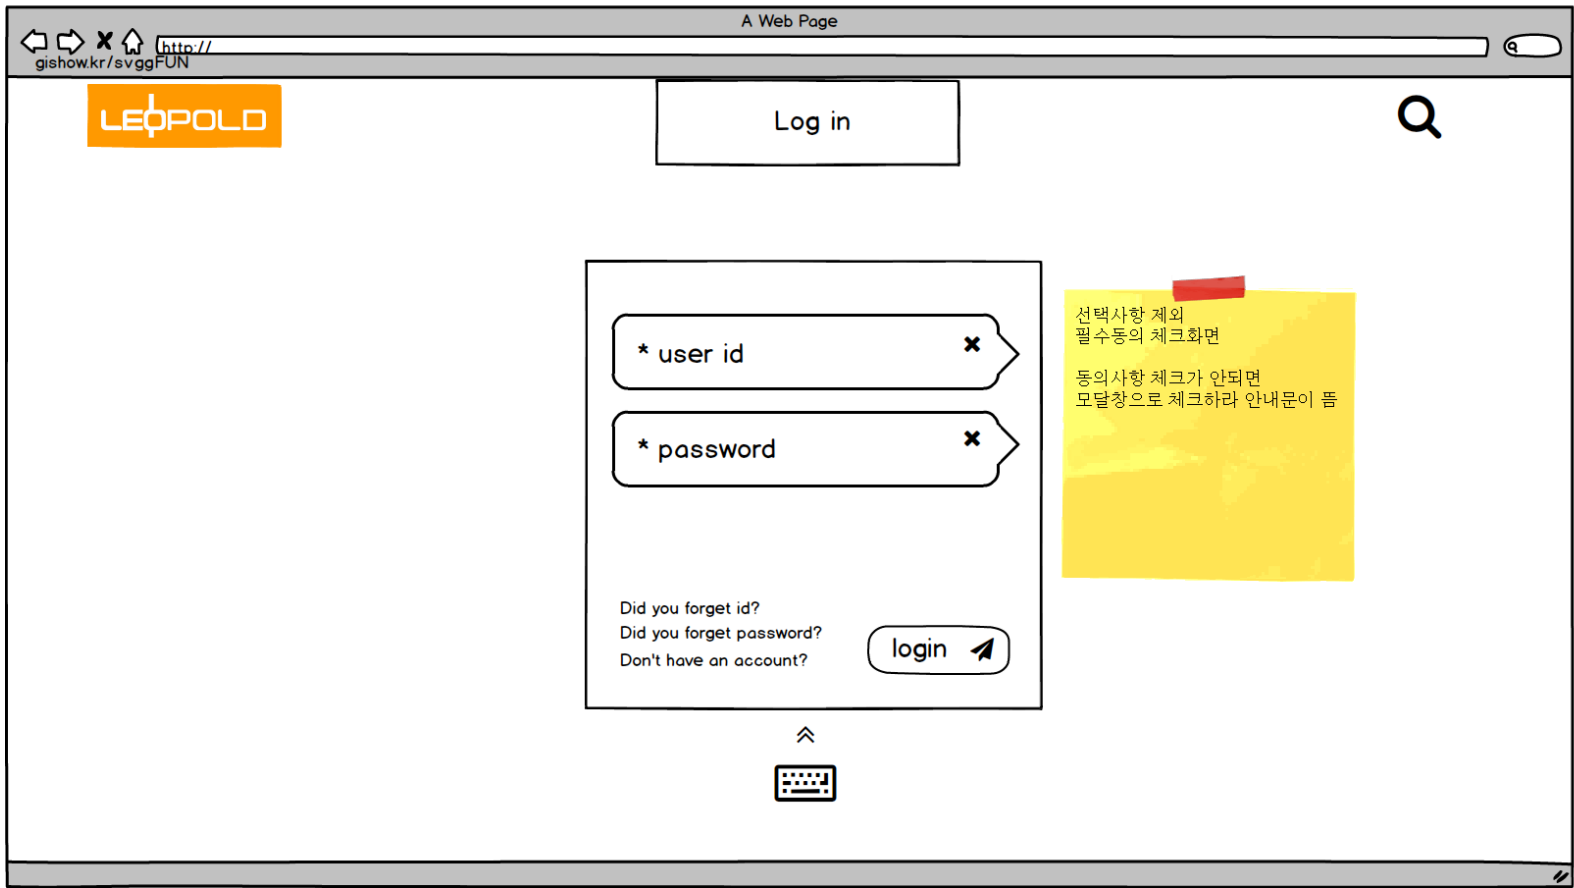 A Web Page
http://
gishow.kr/svggFUN
LEOPOLD
Log in
* user id
* password
선택사항 제외
필수동의 체크화면
동의사항 체크가 안되면
모달창으로 체크하라 안내문이 뜸
Did you forget id?
Did you forget password?
Don't have an account?
login